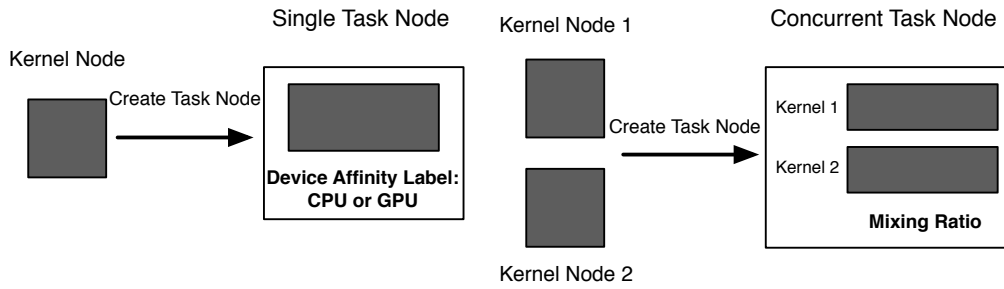 Single Task Node
Kernel Node
Create Task Node
Device Affinity Label:
CPU or GPU
Kernel Node 1
Concurrent Task Node
Create Task Node
Kernel 1
Kernel 2
Mixing Ratio
Kernel Node 2